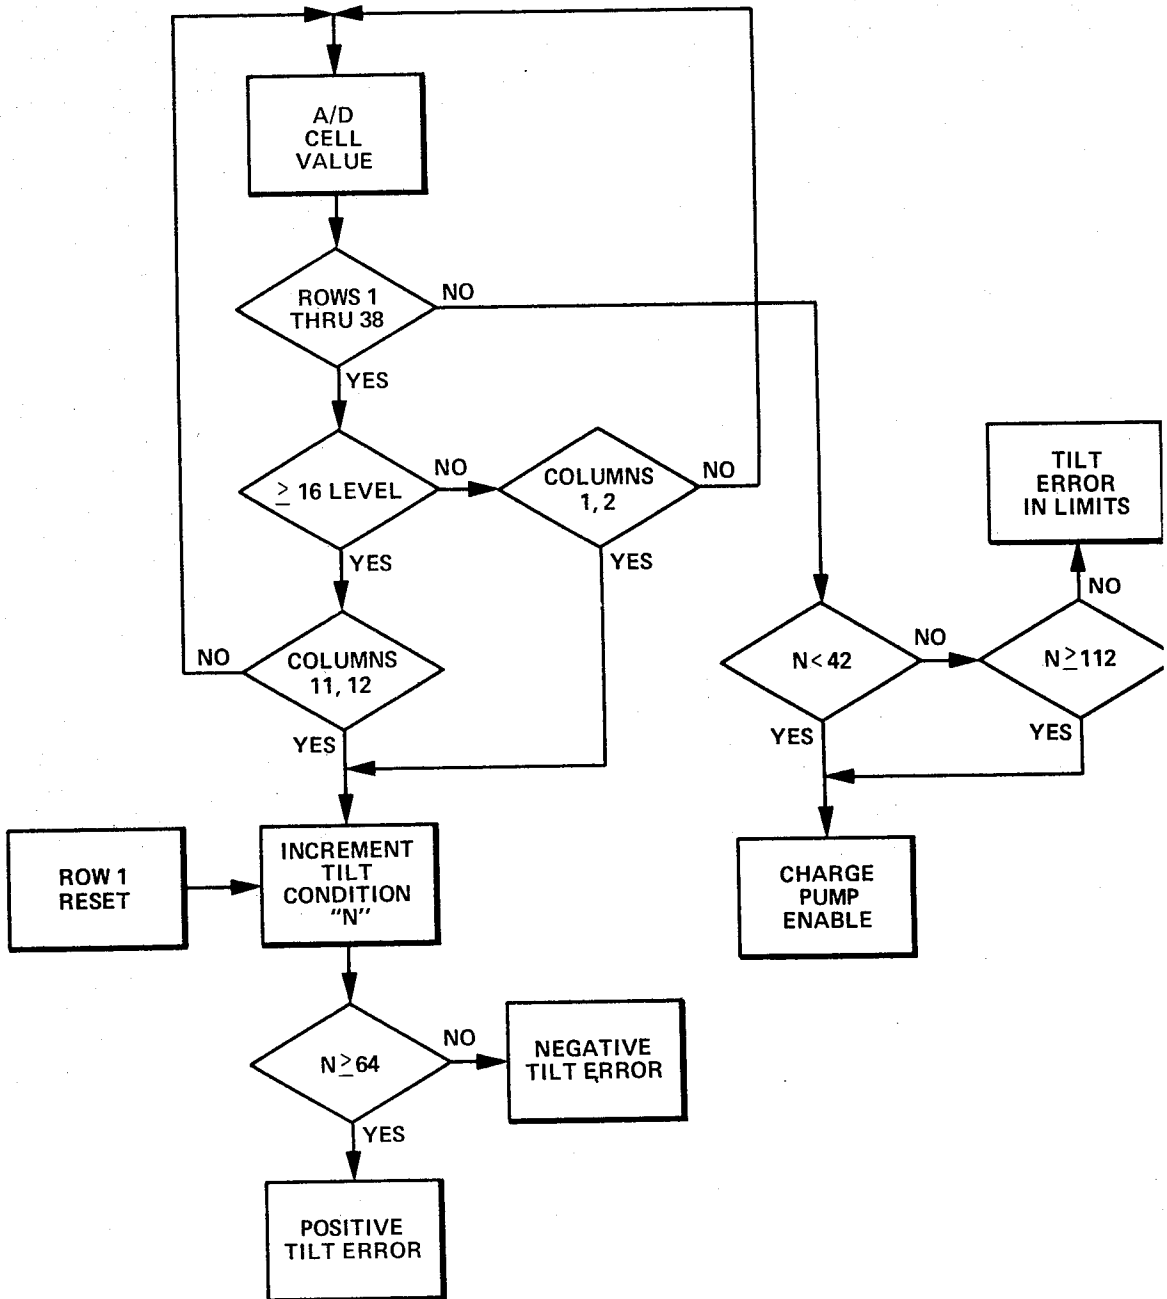 A/D
CELL
VALUE
ROWS 1
THRU 38
NO
YES
≥ 16 LEVEL
NO
COLUMNS
1, 2
NO
YES
YES
COLUMNS
11, 12
NO
YES
TILT
ERROR
IN LIMITS
NO
N < 42
NO
N ≥ 112
YES
YES
ROW 1
RESET
INCREMENT
TILT
CONDITION
"N"
CHARGE
PUMP
ENABLE
N ≥ 64
NO
NEGATIVE
TILT ERROR
YES
POSITIVE
TILT ERROR